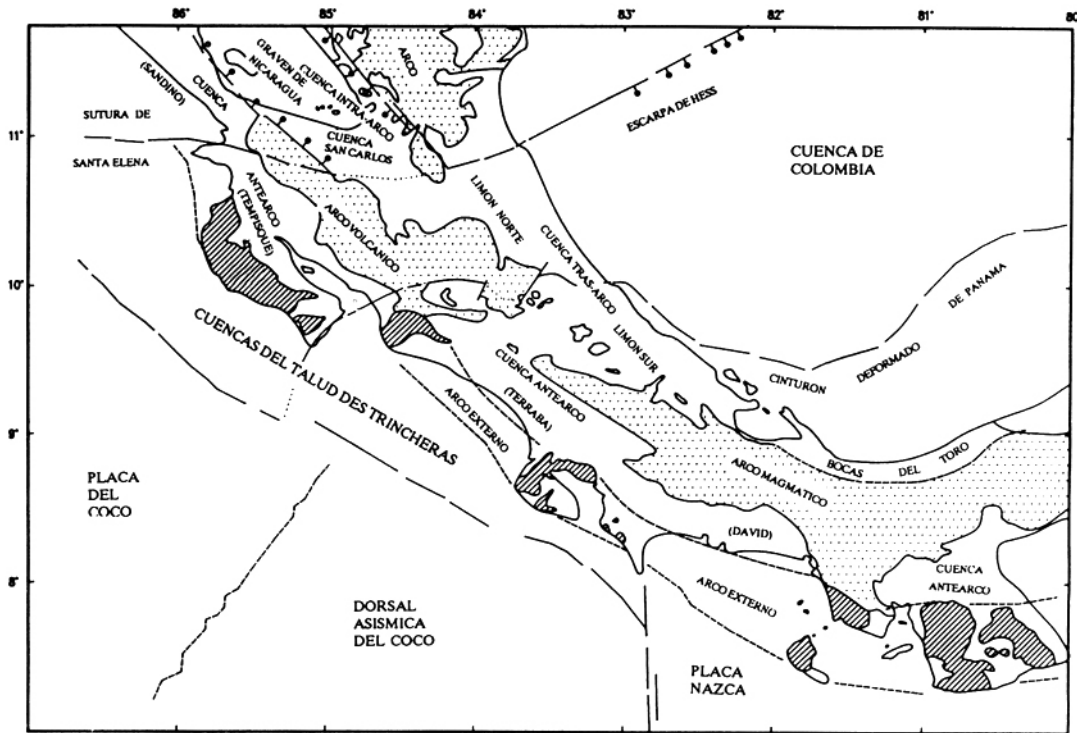 86°
85°
84°
83°
82°
81°
80
11°
10°
9°
8°
(SANDINO)
CUENCA
GRAVEN DE
NICARAGUA
CUENCA INTRA-ARCO
ARCO
CUENCA
SAN CARLOS
ESCARPA DE HESS
SUTURA DE
SANTA ELENA
CUENCA DE
COLOMBIA
ANTEARCO
(TEMPISQUE)
ARCO VOLCANICO
LIMON NORTE
CUENCA TRAS-ARCO
LIMON SUR
DE PANAMA
DEFORMADO
CINTURON
CUENCAS DEL TALUD DES TRINCHERAS
ARCO EXTERNO
CUENCA ANTEARCO
(TERRABA)
BOCAS DEL TORO
ARCO MAGMATICO
PLACA
DEL
COCO
(DAVID)
CUENCA
ANTEARCO
ARCO EXTERNO
DORSAL
ASISMICA
DEL COCO
PLACA
NAZCA